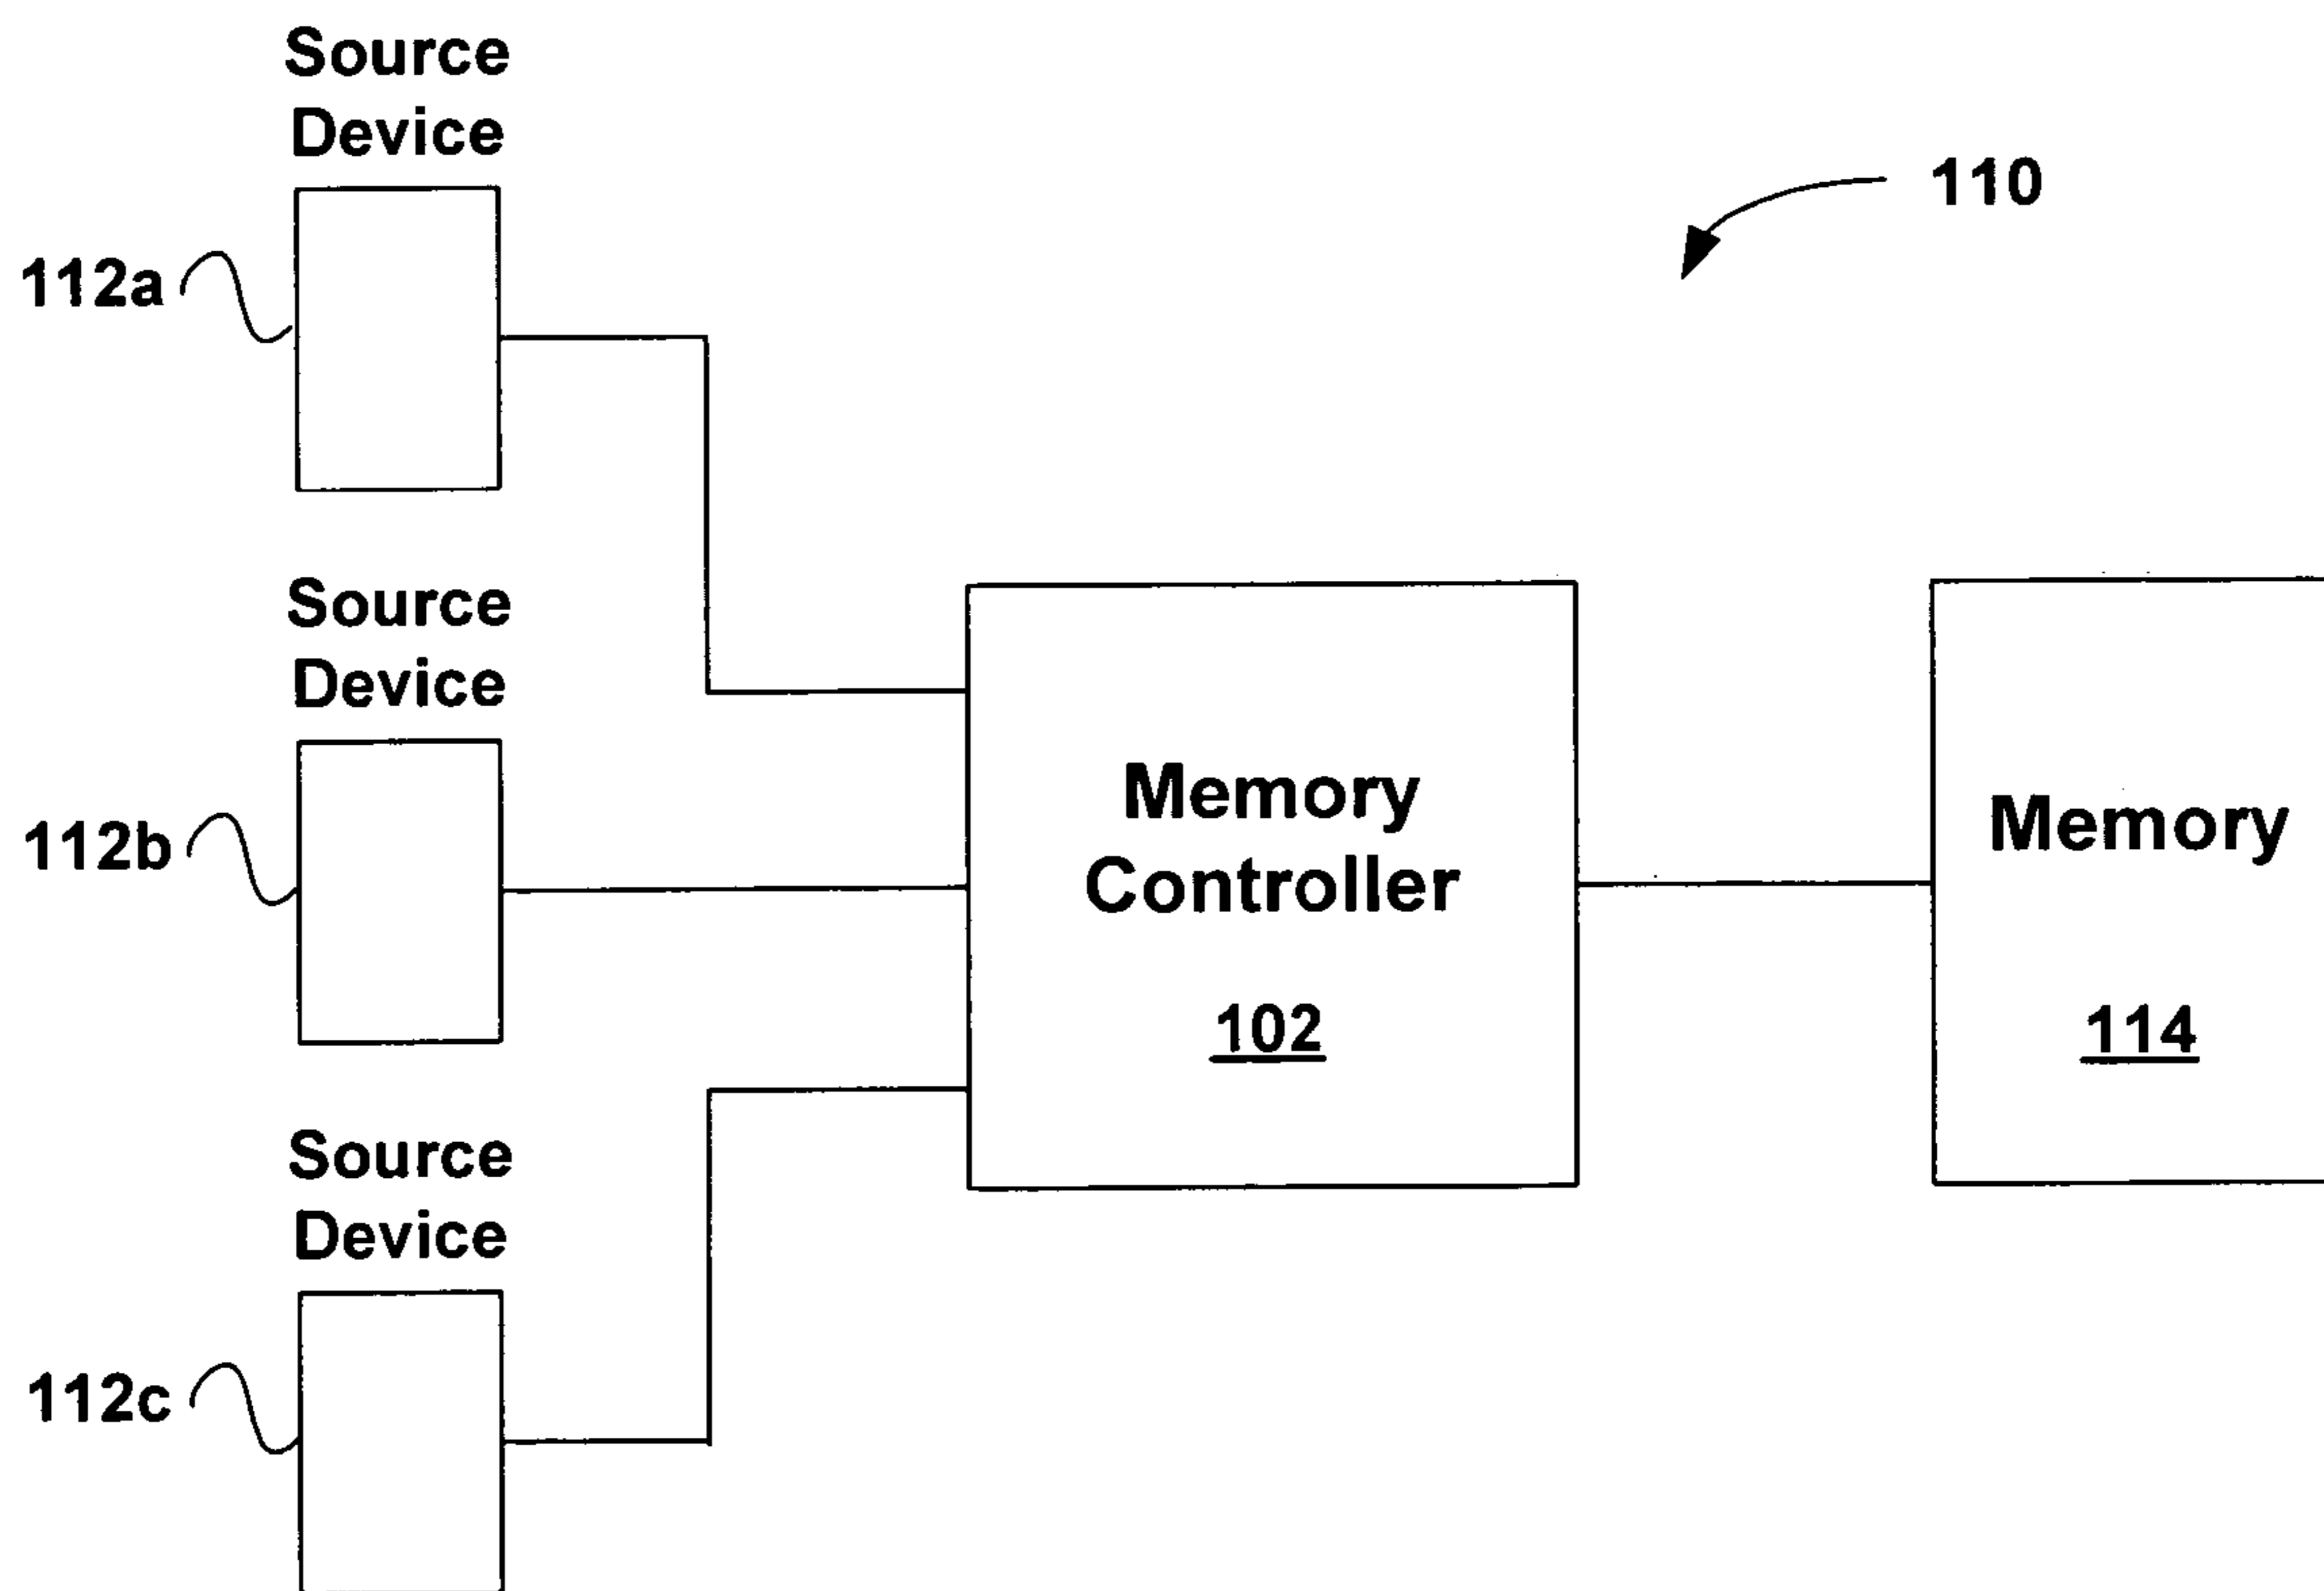 Source
Device
110
112a
Source
Device
112b
Memory
Controller
102
Memory
114
Source
Device
112c